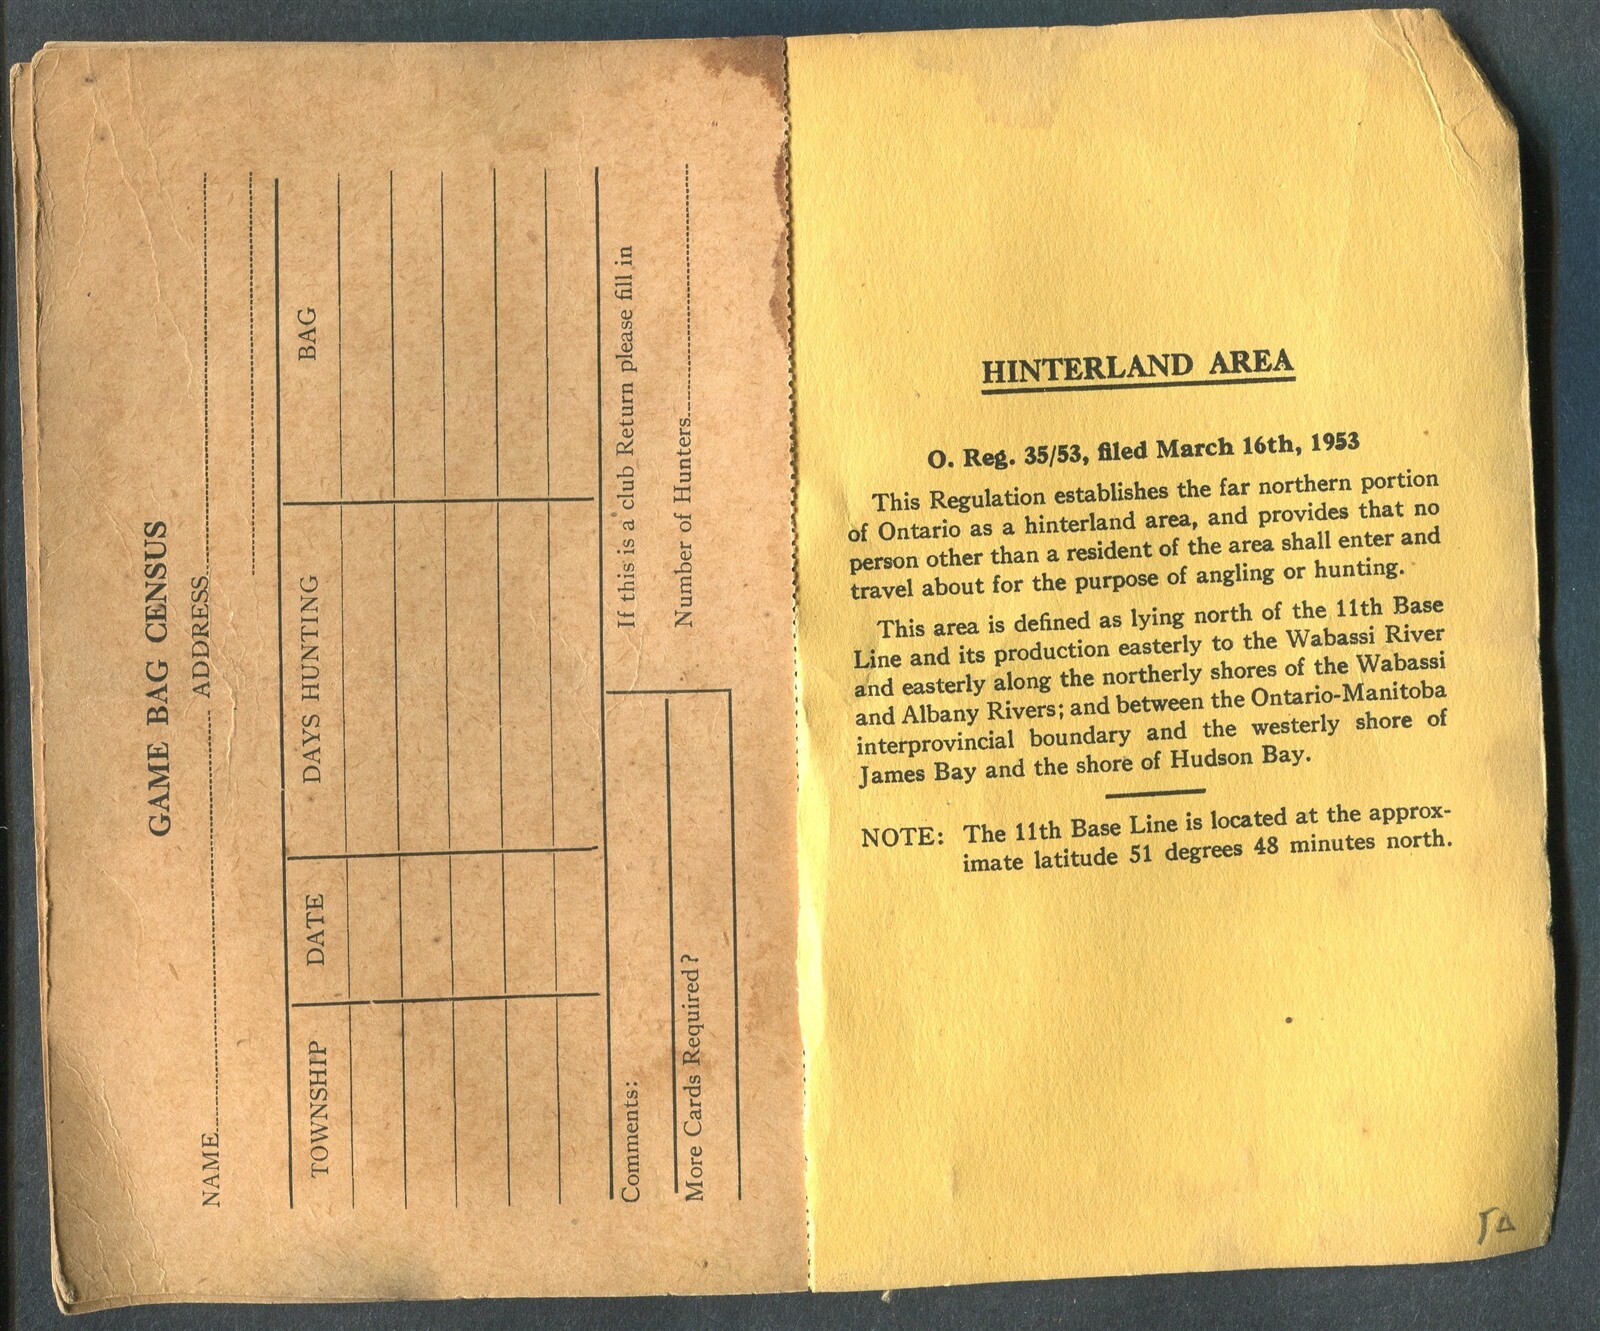 GAME BAG CENSUS
NAME.................... ADDRESS....................
....................
TOWNSHIP DATE DAYS HUNTING BAG
Comments:
If this is a club Return please fill in
More Cards Required?
Number of Hunters....................
HINTERLAND AREA
O. Reg. 35/53, filed March 16th, 1953
This Regulation establishes the far northern portion
of Ontario as a hinterland area, and provides that no
person other than a resident of the area shall enter and
travel about for the purpose of angling or hunting.
This area is defined as lying north of the 11th Base
Line and its production easterly to the Wabassi River
and easterly along the northerly shores of the Wabassi
and Albany Rivers; and between the Ontario-Manitoba
interprovincial boundary and the westerly shore of
James Bay and the shore of Hudson Bay.
NOTE: The 11th Base Line is located at the approx-
imate latitude 51 degrees 48 minutes north.